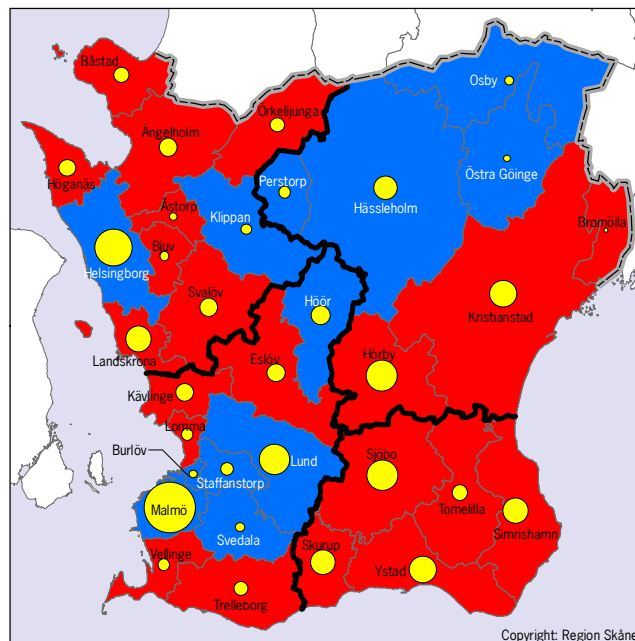 Båstad
Osby
Örkelljunga
Ängelholm
Höganäs
Perstorp
Östra Göinge
Hässleholm
Åstorp
Klippan
Bromölla
Bjuv
Helsingborg
Svalöv
Höör
Kristianstad
Landskrona
Eslöv
Hörby
Kävlinge
Lomma
Burlöv
Lund
Sjöbo
Staffanstorp
Malmö
Tomelilla
Simrishamn
Svedala
Vellinge
Skurup
Ystad
Trelleborg
Copyright: Region Skåne